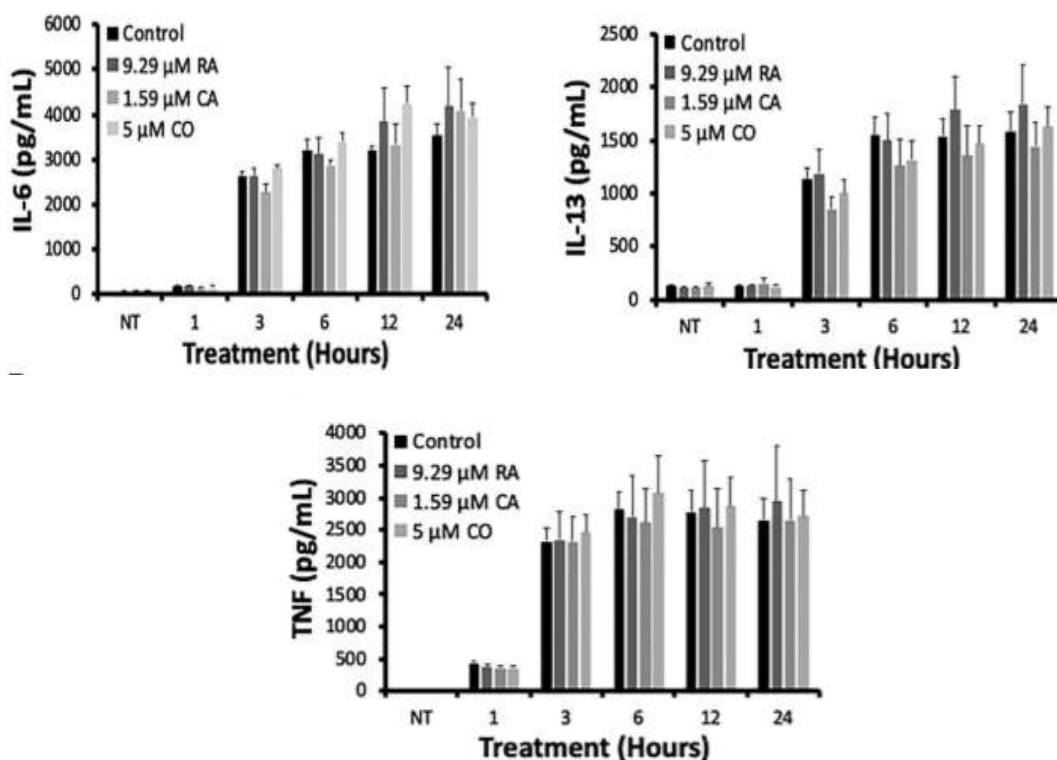 6000
5000
4000
3000
2000
1000
0
IL-6 (pg/mL)
Control
9.29 µM RA
1.59 µM CA
5 µM CO
NT 1 3 6 12 24
Treatment (Hours)
2500
2000
1500
1000
500
0
IL-13 (pg/mL)
Control
9.29 µM RA
1.59 µM CA
5 µM CO
NT 1 3 6 12 24
Treatment (Hours)
4000
3500
3000
2500
2000
1500
1000
500
0
TNF (pg/mL)
Control
9.29 µM RA
1.59 µM CA
5 µM CO
NT 1 3 6 12 24
Treatment (Hours)